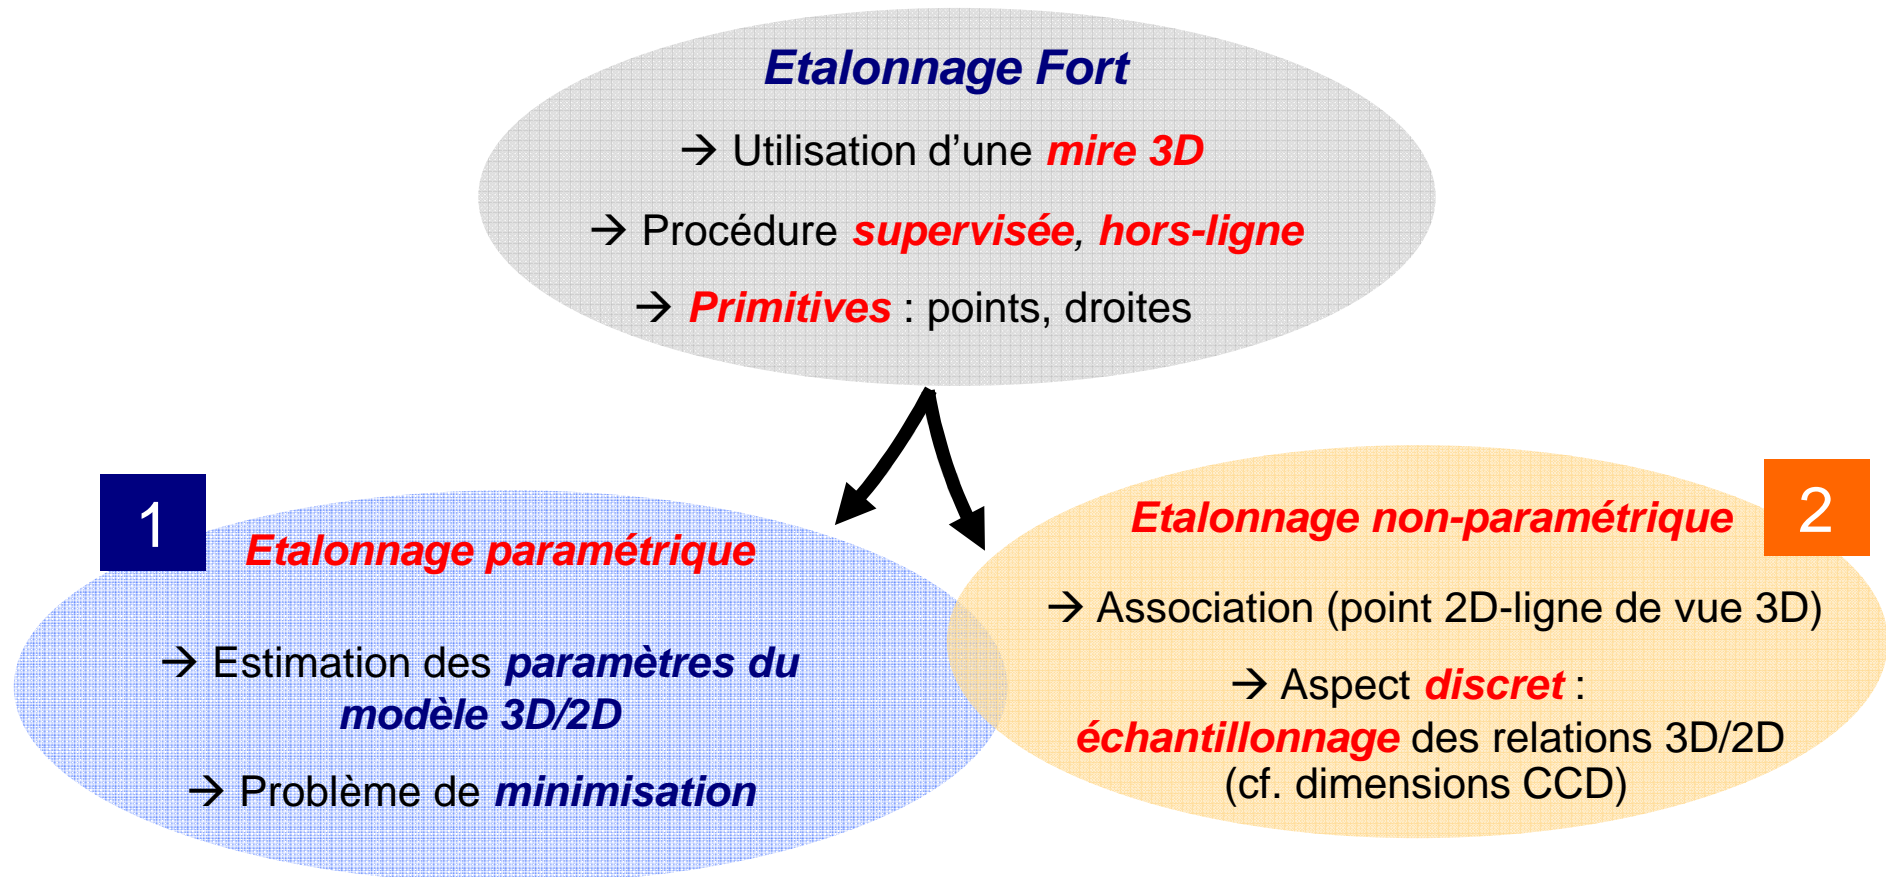 Etalonnage Fort
→ Utilisation d’une mire 3D
→ Procédure supervisée, hors-ligne
→ Primitives : points, droites
1
Etalonnage paramétrique
→ Estimation des paramètres du
modèle 3D/2D
→ Problème de minimisation
2
Etalonnage non-paramétrique
→ Association (point 2D-ligne de vue 3D)
→ Aspect discret :
échantillonnage des relations 3D/2D
(cf. dimensions CCD)